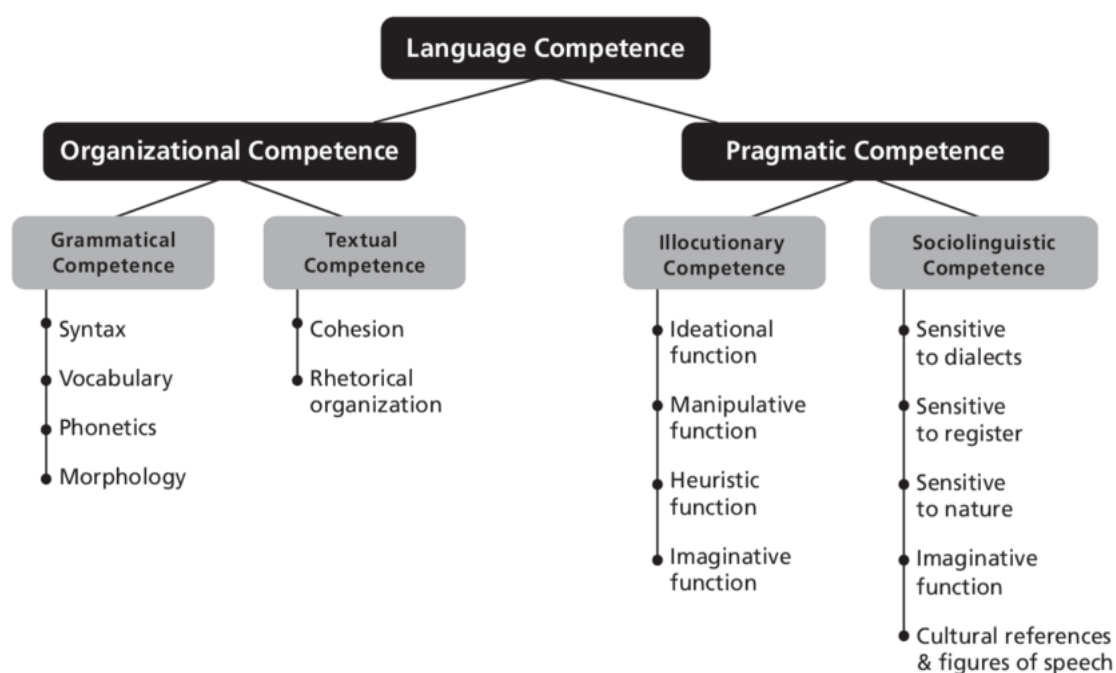 Language Competence
Organizational Competence
Pragmatic Competence
Grammatical
Competence
Textual
Competence
Illocutionary
Competence
Sociolinguistic
Competence
Syntax
Vocabulary
Phonetics
Morphology
Cohesion
Rhetorical
organization
Ideational
function
Manipulative
function
Heuristic
function
Imaginative
function
Sensitive
to dialects
Sensitive
to register
Sensitive
to nature
Imaginative
function
Cultural references
& figures of speech